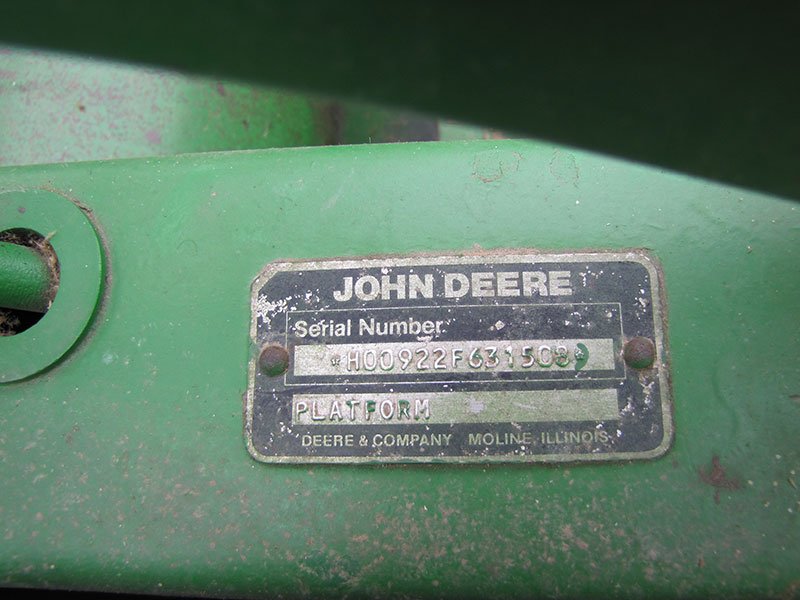 JOHN DEERE
Serial Number
*H00922F631508*
PLATFORM
DEERE & COMPANY MOLINE, ILLINOIS